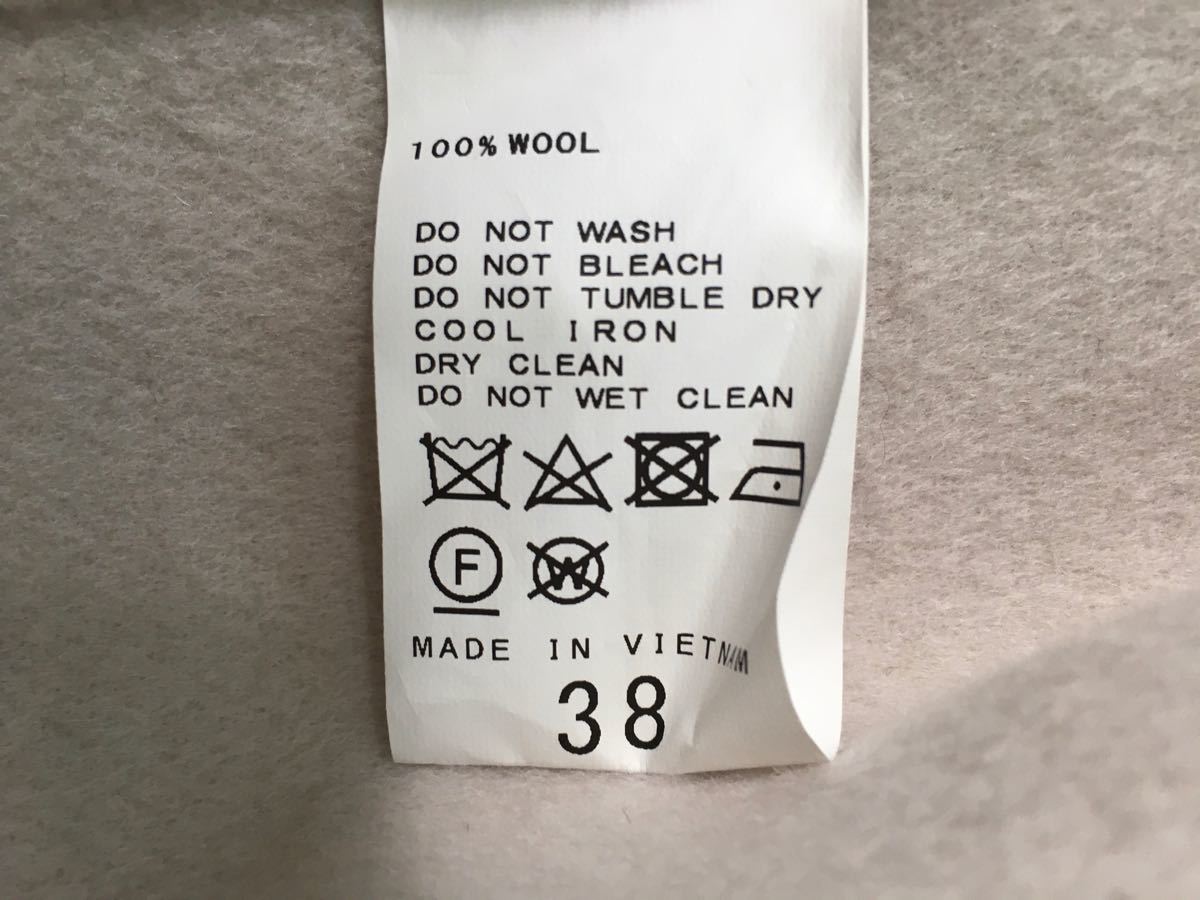 100% WOOL
DO NOT WASH
DO NOT BLEACH
DO NOT TUMBLE DRY
COOL IRON
DRY CLEAN
DO NOT WET CLEAN
F W
MADE IN VIETNAM
38